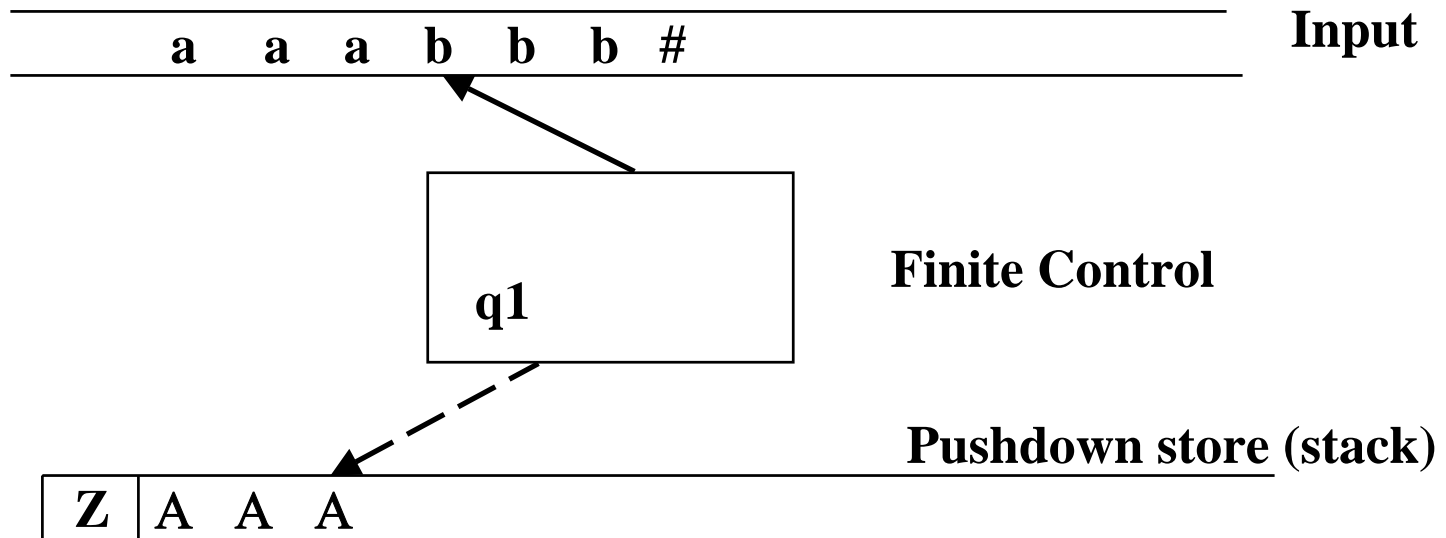 a a a b b b # Input
q1 Finite Control
Pushdown store (stack)
Z A A A